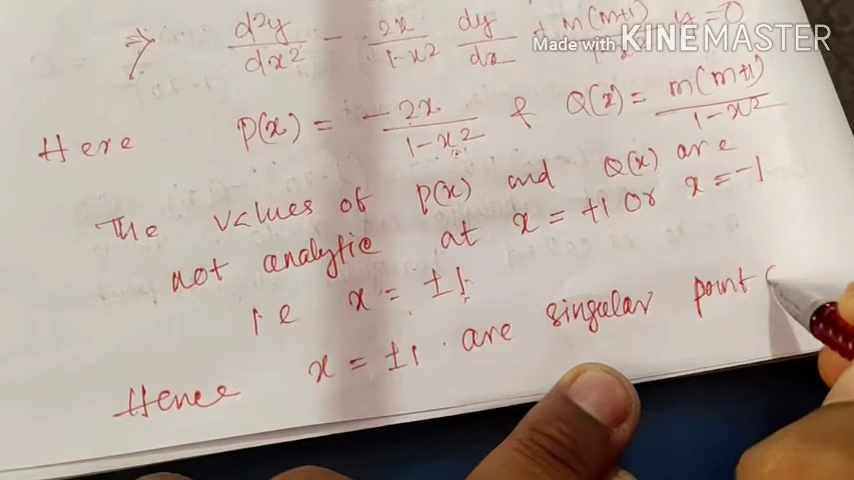 ⇒ d²y/dx² - 2x/1-x² dy/dx + m(m+1)/ y = 0
Made with KINEMASTER
Here P(x) = -2x/1-x² & Q(x) = m(m+1)/1-x²
The values of P(x) and Q(x) are
not analytic at x = +1 or x = -1
i.e x = ±1
Hence x = ±1 are singular point